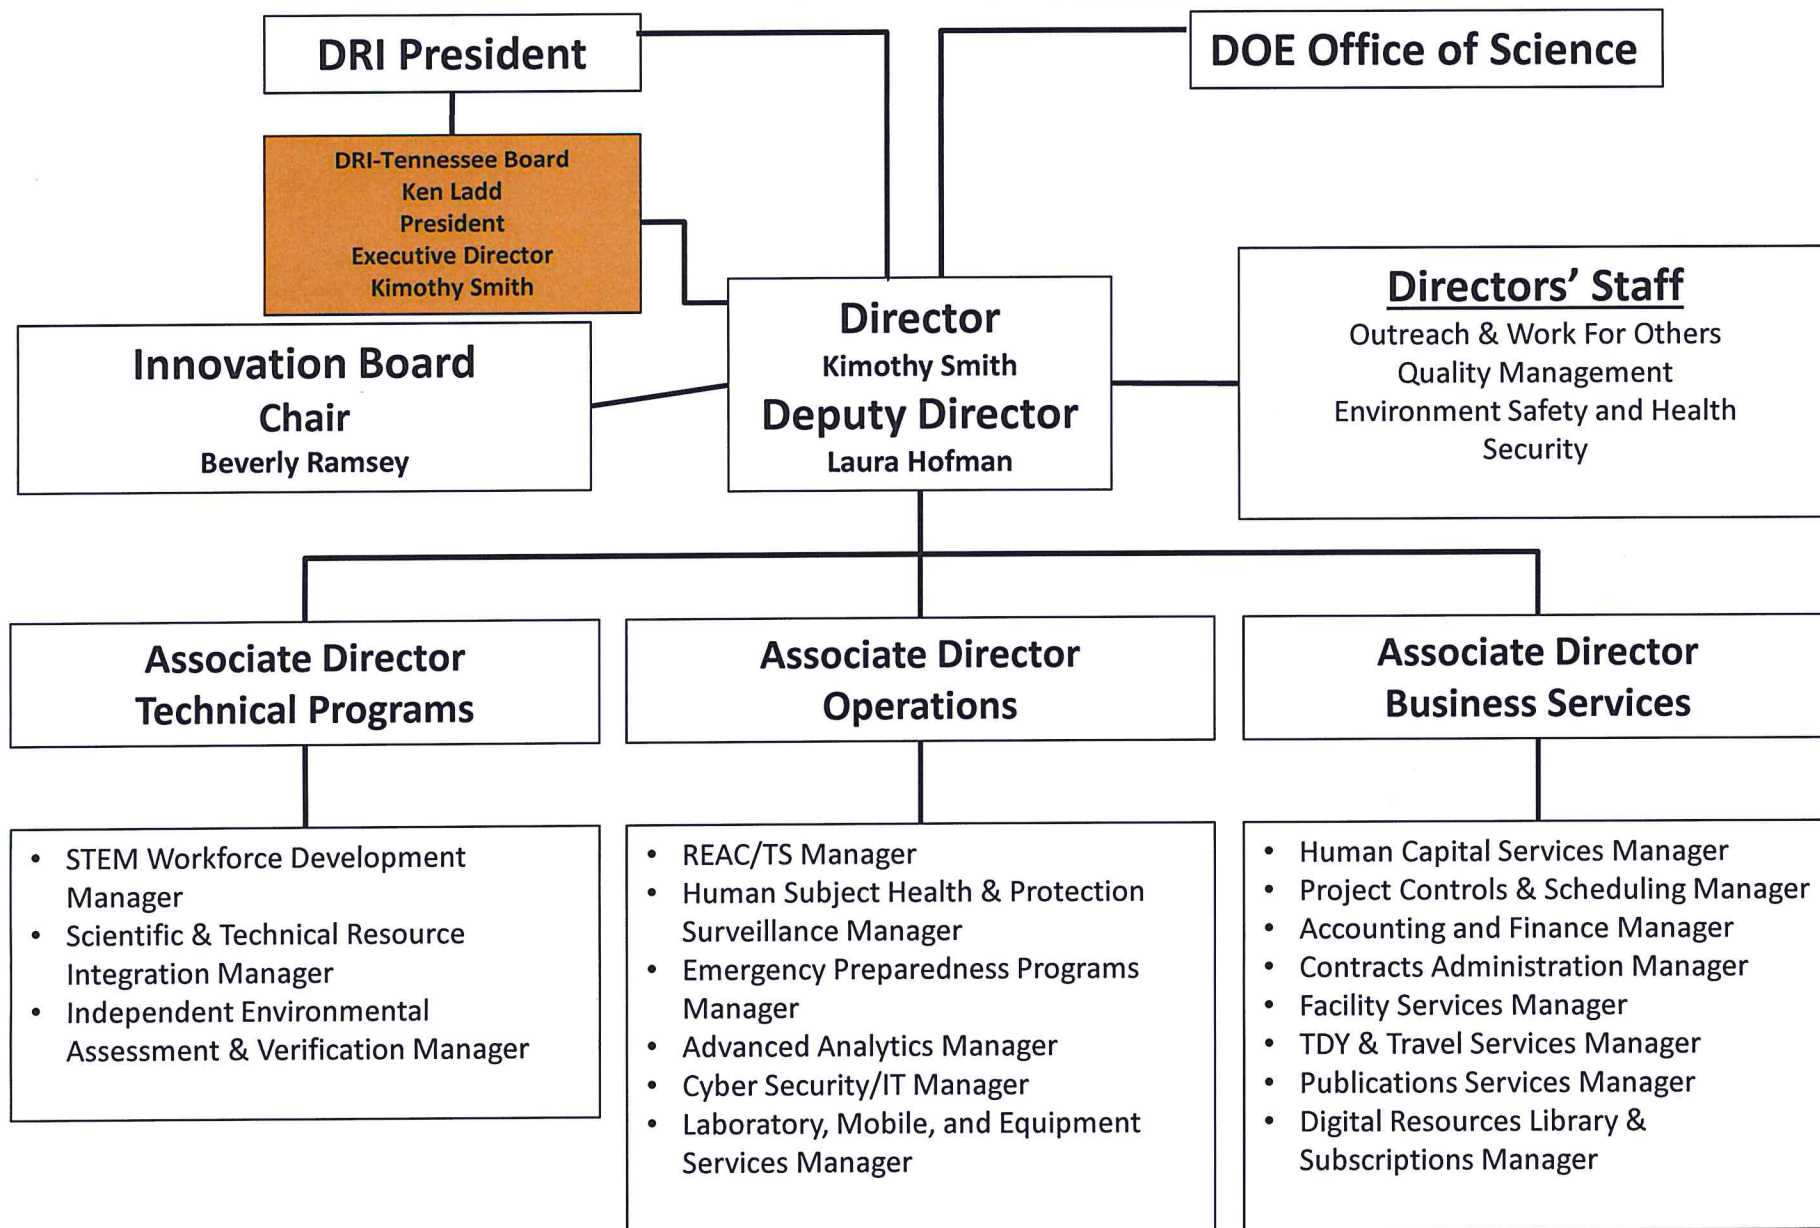 DRI President
DOE Office of Science
DRI-Tennessee Board
Ken Ladd
President
Executive Director
Kimothy Smith
Innovation Board
Chair
Beverly Ramsey
Director
Kimothy Smith
Deputy Director
Laura Hofman
Directors’ Staff
Outreach & Work For Others
Quality Management
Environment Safety and Health
Security
Associate Director
Technical Programs
Associate Director
Operations
Associate Director
Business Services
• STEM Workforce Development
Manager
• Scientific & Technical Resource
Integration Manager
• Independent Environmental
Assessment & Verification Manager
• REAC/TS Manager
• Human Subject Health & Protection
Surveillance Manager
• Emergency Preparedness Programs
Manager
• Advanced Analytics Manager
• Cyber Security/IT Manager
• Laboratory, Mobile, and Equipment
Services Manager
• Human Capital Services Manager
• Project Controls & Scheduling Manager
• Accounting and Finance Manager
• Contracts Administration Manager
• Facility Services Manager
• TDY & Travel Services Manager
• Publications Services Manager
• Digital Resources Library &
Subscriptions Manager